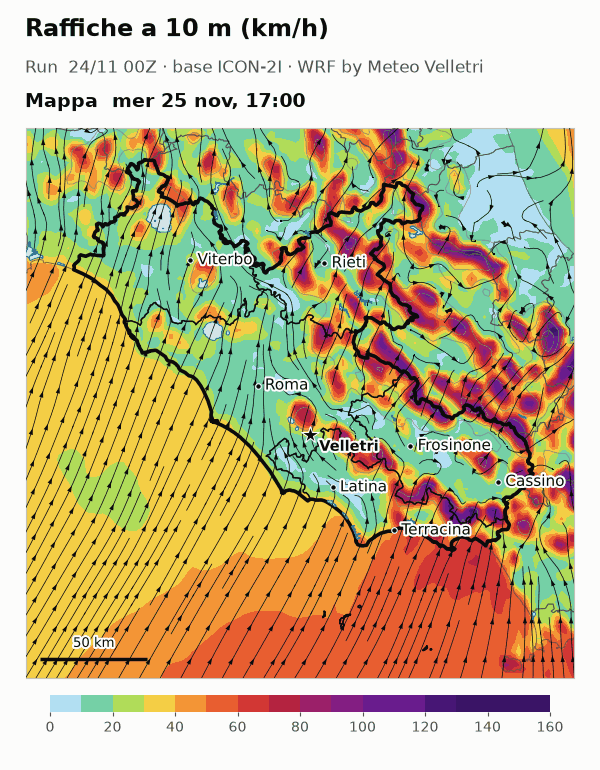 Raffiche a 10 m (km/h)
Run 24/11 00Z · base ICON-2I · WRF by Meteo Velletri
Mappa mer 25 nov, 17:00
Viterbo
Rieti
Roma
Velletri
Frosinone
Cassino
Latina
Terracina
50 km
0 20 40 60 80 100 120 140 160